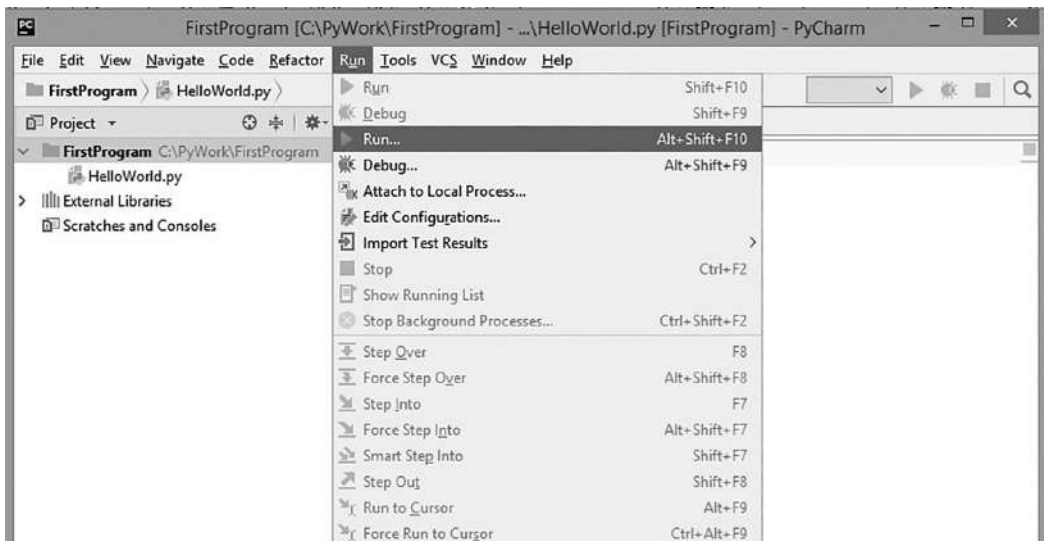 PC FirstProgram [C:\PyWork\FirstProgram] - ...\HelloWorld.py [FirstProgram] - PyCharm
File Edit View Navigate Code Refactor Run Tools VCS Window Help
FirstProgram HelloWorld.py
Project
FirstProgram C:\PyWork\FirstProgram
HelloWorld.py
External Libraries
Scratches and Consoles
Run Shift+F10
Debug Shift+F9
Run... Alt+Shift+F10
Debug... Alt+Shift+F9
Attach to Local Process...
Edit Configurations...
Import Test Results
Stop Ctrl+F2
Show Running List
Stop Background Processes... Ctrl+Shift+F2
Step Over F8
Force Step Over Alt+Shift+F8
Step Into F7
Force Step Into Alt+Shift+F7
Smart Step Into Shift+F7
Step Out Shift+F8
Run to Cursor Alt+F9
Force Run to Cursor Ctrl+Alt+F9